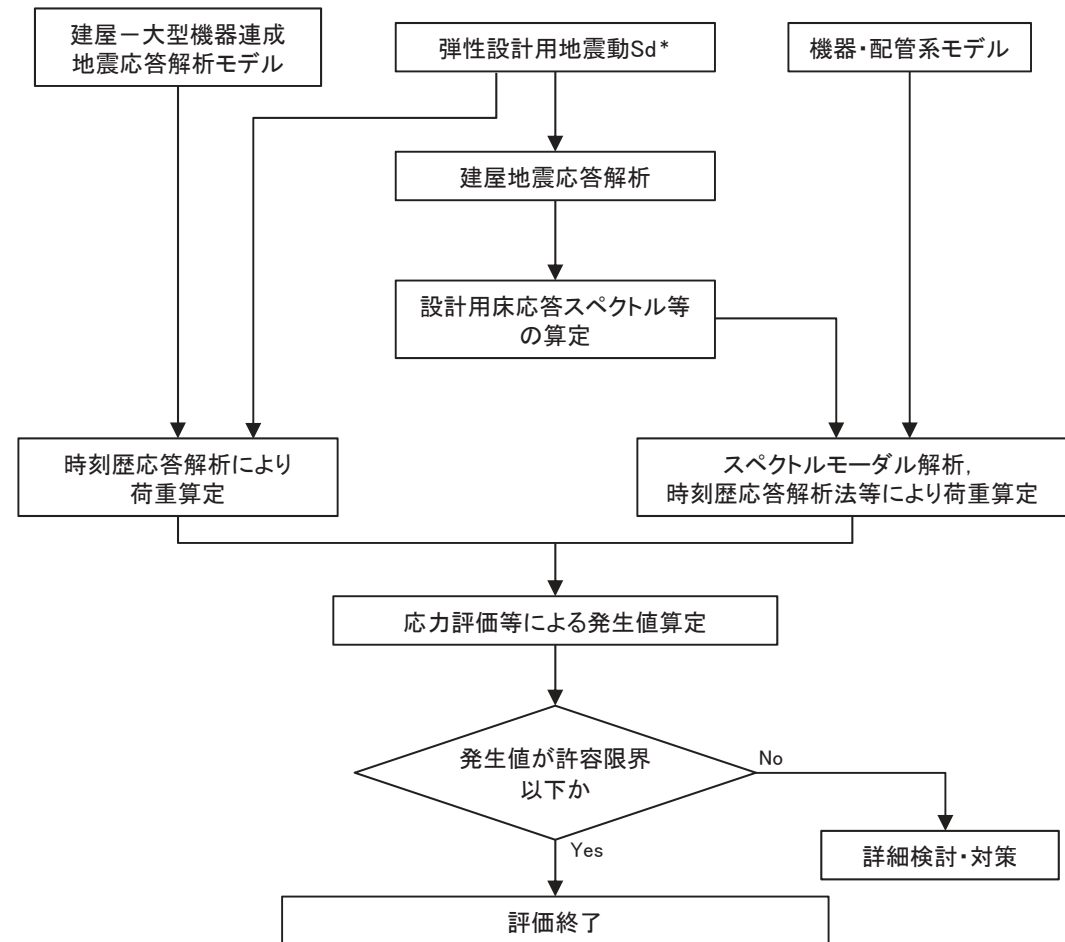 建屋－大型機器連成
地震応答解析モデル
弾性設計用地震動Sd*
機器・配管系モデル
建屋地震応答解析
設計用床応答スペクトル等
の算定
時刻歴応答解析により
荷重算定
スペクトルモーダル解析,
時刻歴応答解析法等により荷重算定
応力評価等による発生値算定
発生値が許容限界
以下か
No
Yes
詳細検討・対策
評価終了